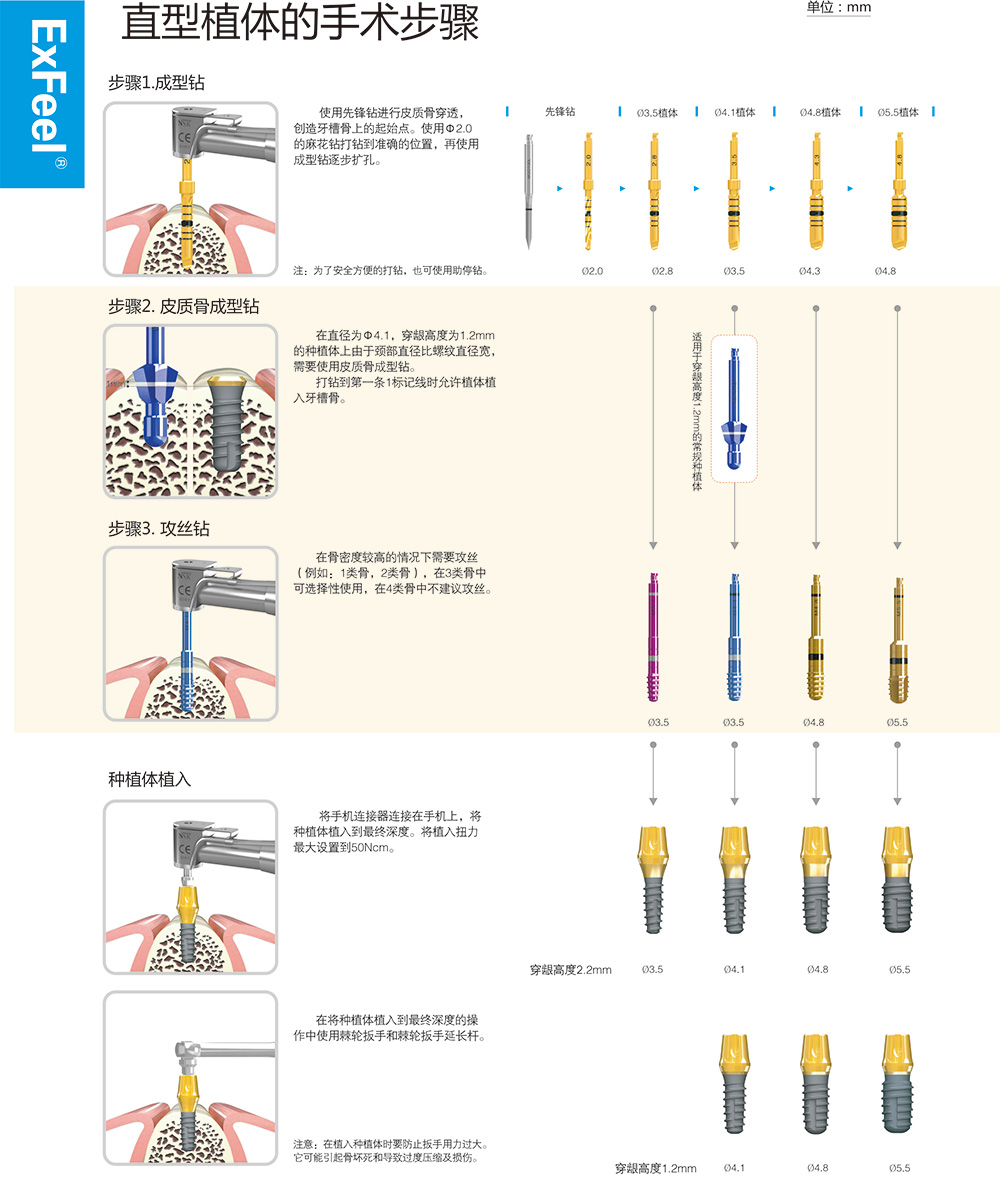 ExFeel®
直型植体的手术步骤
单位：mm
步骤1.成型钻
使用先锋钻进行皮质骨穿透，
创造牙槽骨上的起始点。使用Φ2.0
的麻花钻打钻到准确的位置，再使用
成型钻逐步扩孔。
注：为了安全方便的打钻，也可使用助停钻。
NSK
CE
2
先锋钻
Ø3.5植体
Ø4.1植体
Ø4.8植体
Ø5.5植体
2.0
2.8
3.5
4.3
4.8
Ø2.0
Ø2.8
Ø3.5
Ø4.3
Ø4.8
步骤2. 皮质骨成型钻
在直径为Φ4.1，穿龈高度为1.2mm
的种植体上由于颈部直径比螺纹直径宽，
需要使用皮质骨成型钻。
打钻到第一条1标记线时允许植体植
入牙槽骨。
1mm
适用于穿龈高度1.2mm的常规种植体
步骤3. 攻丝钻
在骨密度较高的情况下需要攻丝
（例如：1类骨，2类骨），在3类骨中
可选择性使用，在4类骨中不建议攻丝。
NSK
CE
Ø3.5
Ø3.5
Ø4.8
Ø5.5
种植体植入
将手机连接器连接在手机上，将
种植体植入到最终深度。将植入扭力
最大设置到50Ncm。
NSK
CE
穿龈高度2.2mm
Ø3.5
Ø4.1
Ø4.8
Ø5.5
在将种植体植入到最终深度的操
作中使用棘轮扳手和棘轮扳手延长杆。
注意：在植入种植体时要防止扳手用力过大。
它可能引起骨坏死和导致过度压缩及损伤。
穿龈高度1.2mm
Ø4.1
Ø4.8
Ø5.5